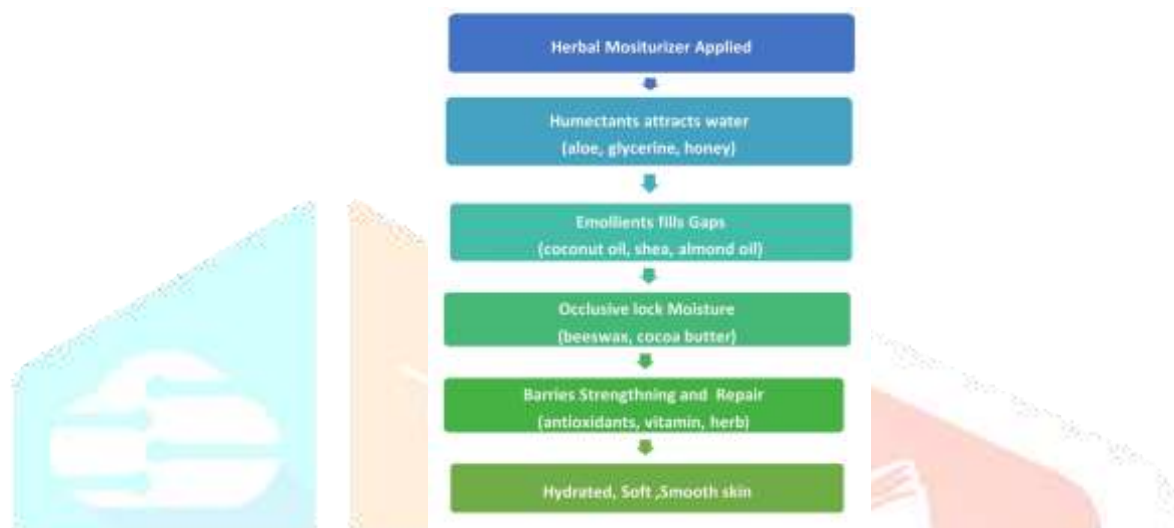 Herbal Mositurizer Applied
Humectants attracts water
(aloe, glycerine, honey)
Emollients fills Gaps
(coconut oil, shea, almond oil)
Occlusive lock Moisture
(beeswax, cocoa butter)
Barries Strengthning and Repair
(antioxidants, vitamin, herb)
Hydrated, Soft ,Smooth skin